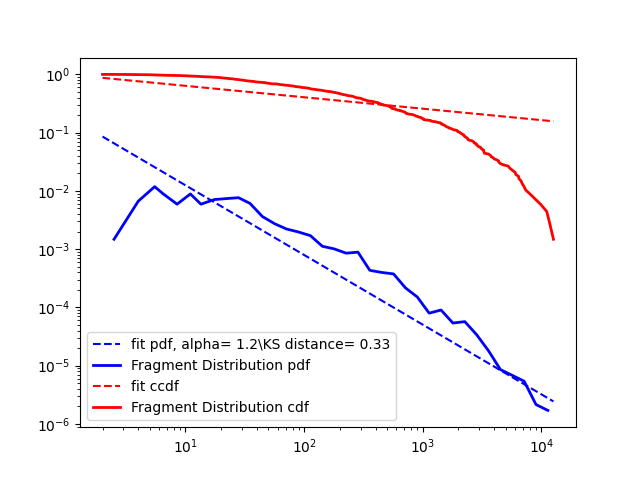 10⁰
10⁻¹
10⁻²
10⁻³
10⁻⁴
10⁻⁵
10⁻⁶
fit pdf, alpha= 1.2\KS distance= 0.33
Fragment Distribution pdf
fit ccdf
Fragment Distribution cdf
10¹ 10² 10³ 10⁴